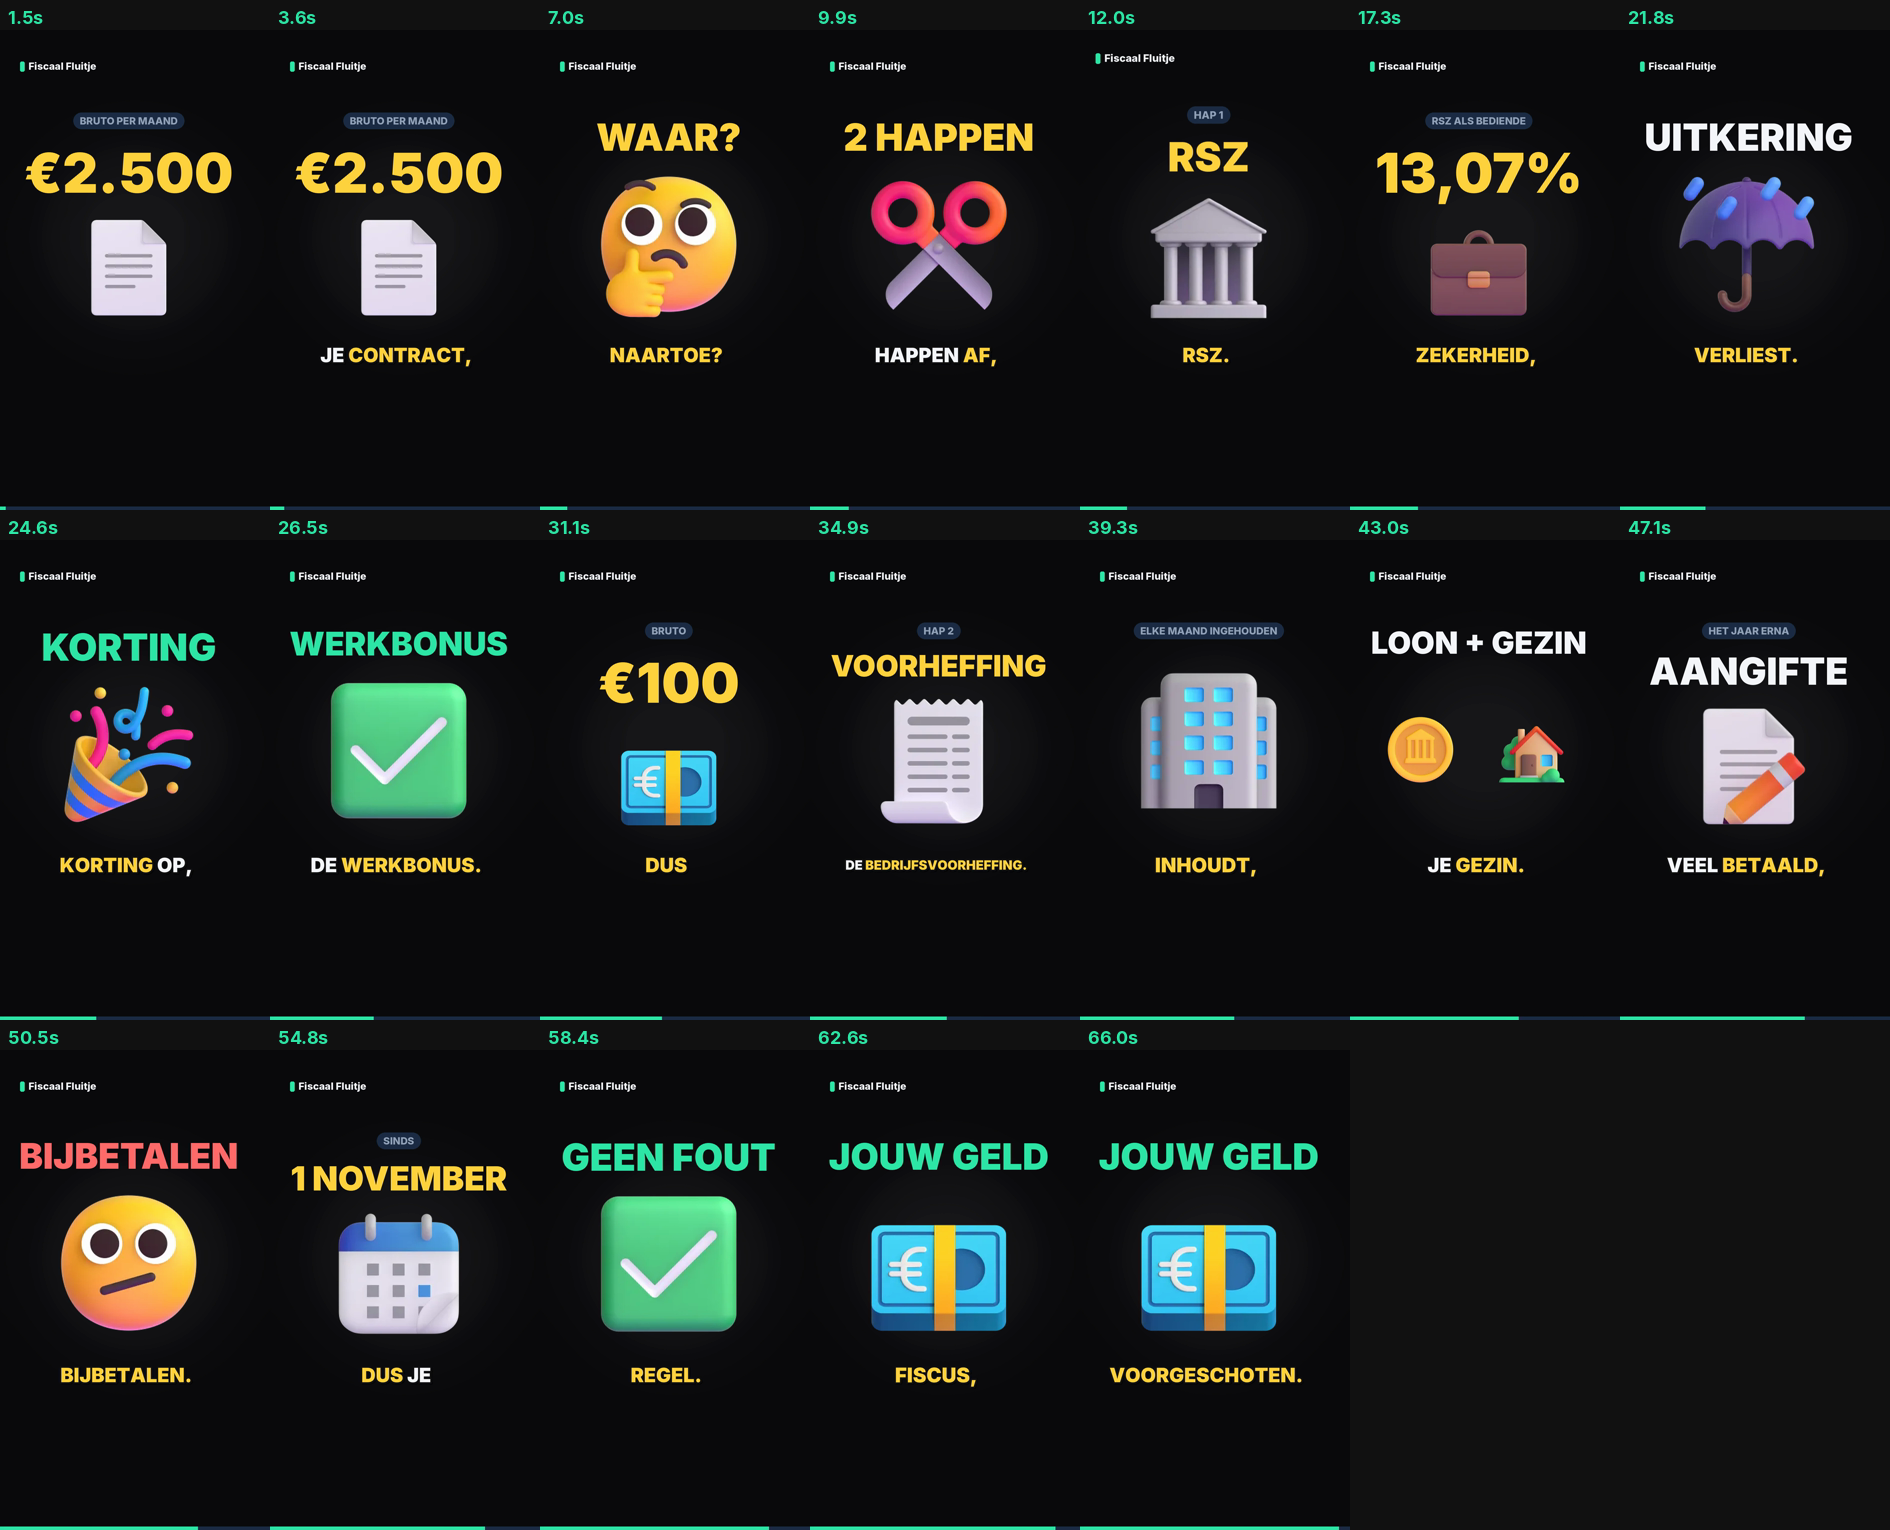 1.5s
Fiscaal Fluitje
BRUTO PER MAAND
€2.500
3.6s
Fiscaal Fluitje
BRUTO PER MAAND
€2.500
JE CONTRACT,
7.0s
Fiscaal Fluitje
WAAR?
NAARTOE?
9.9s
Fiscaal Fluitje
2 HAPPEN
HAPPEN AF,
12.0s
Fiscaal Fluitje
HAP 1
RSZ
RSZ.
17.3s
Fiscaal Fluitje
RSZ ALS BEDIENDE
13,07%
ZEKERHEID,
21.8s
Fiscaal Fluitje
UITKERING
VERLIEST.
24.6s
Fiscaal Fluitje
KORTING
KORTING OP,
26.5s
Fiscaal Fluitje
WERKBONUS
DE WERKBONUS.
31.1s
Fiscaal Fluitje
BRUTO
€100
€
DUS
34.9s
Fiscaal Fluitje
HAP 2
VOORHEFFING
DE BEDRIJFSVOORHEFFING.
39.3s
Fiscaal Fluitje
ELKE MAAND INGEHOUDEN
INHOUDT,
43.0s
Fiscaal Fluitje
LOON + GEZIN
JE GEZIN.
47.1s
Fiscaal Fluitje
HET JAAR ERNA
AANGIFTE
VEEL BETAALD,
50.5s
Fiscaal Fluitje
BIJBETALEN
BIJBETALEN.
54.8s
Fiscaal Fluitje
SINDS
1 NOVEMBER
DUS JE
58.4s
Fiscaal Fluitje
GEEN FOUT
REGEL.
62.6s
Fiscaal Fluitje
JOUW GELD
€
FISCUS,
66.0s
Fiscaal Fluitje
JOUW GELD
€
VOORGESCHOTEN.